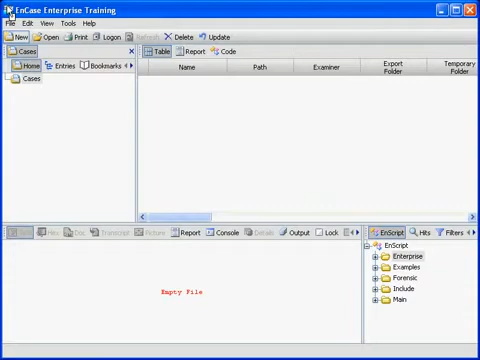 EnCase Enterprise Training
File Edit View Tools Help
New Open Print Logon Refresh Delete Update
Cases
Home Entries Bookmarks
Cases
Table Report Code
Name Path Examiner Export Folder Temporary Folder
Text Hex Doc Transcript Picture Report Console Details Output Lock
Empty File
EnScript Hits Filters
EnScript
Enterprise
Examples
Forensic
Include
Main